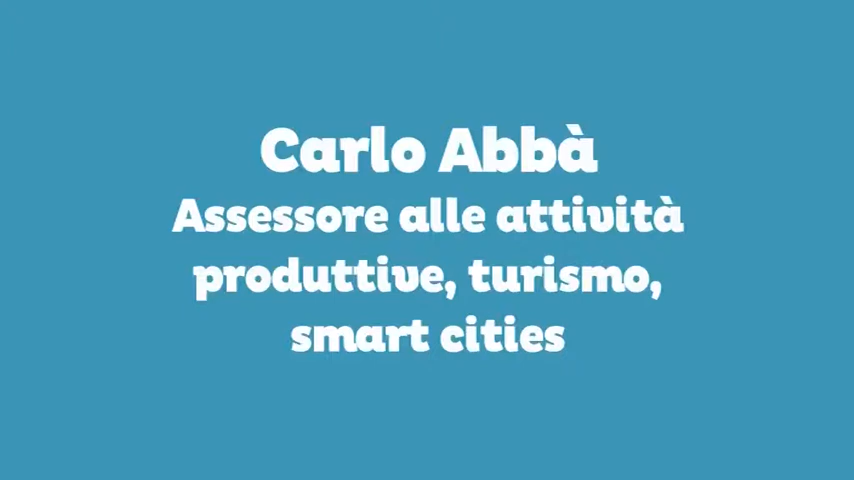 Carlo Abbà
Assessore alle attività
produttive, turismo,
smart cities